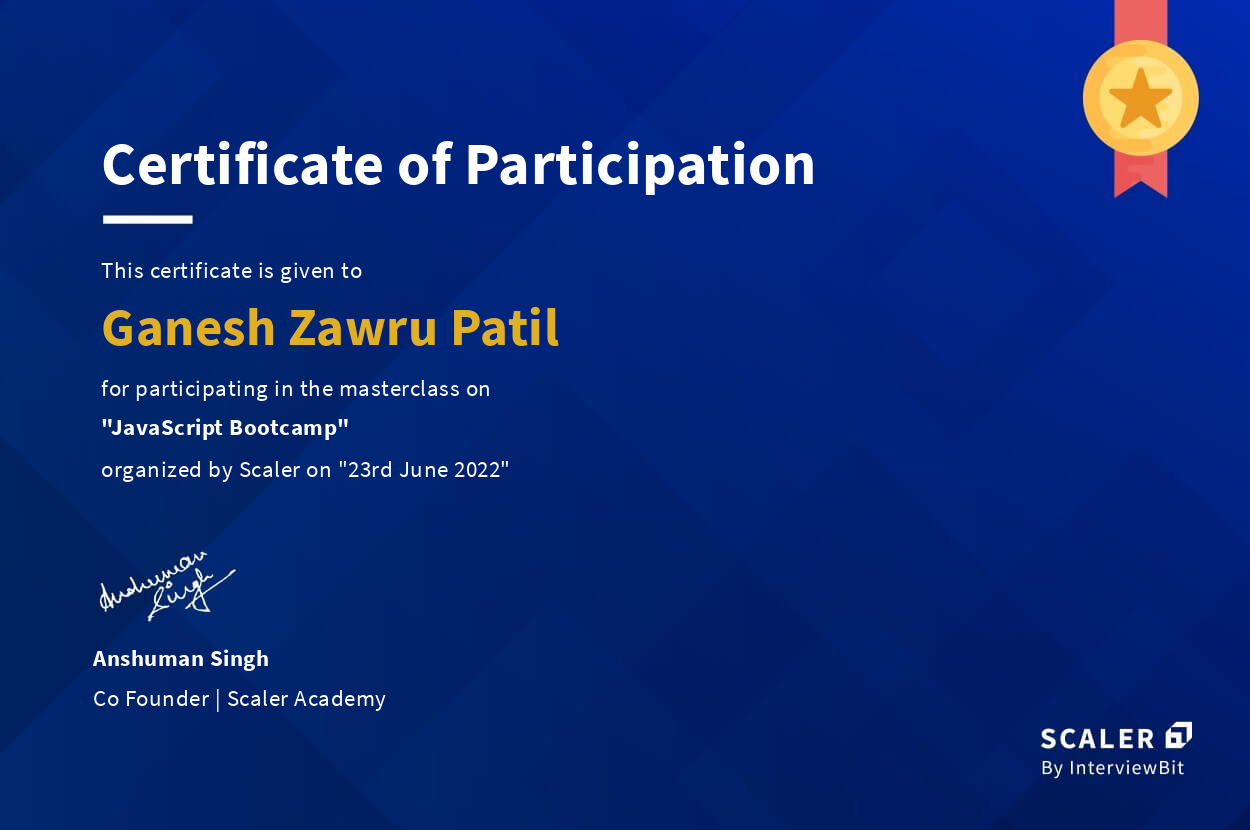 Certificate of Participation
This certificate is given to
Ganesh Zawru Patil
for participating in the masterclass on
"JavaScript Bootcamp"
organized by Scaler on "23rd June 2022"
Anshuman
Singh
Anshuman Singh
Co Founder | Scaler Academy
SCALER
By InterviewBit